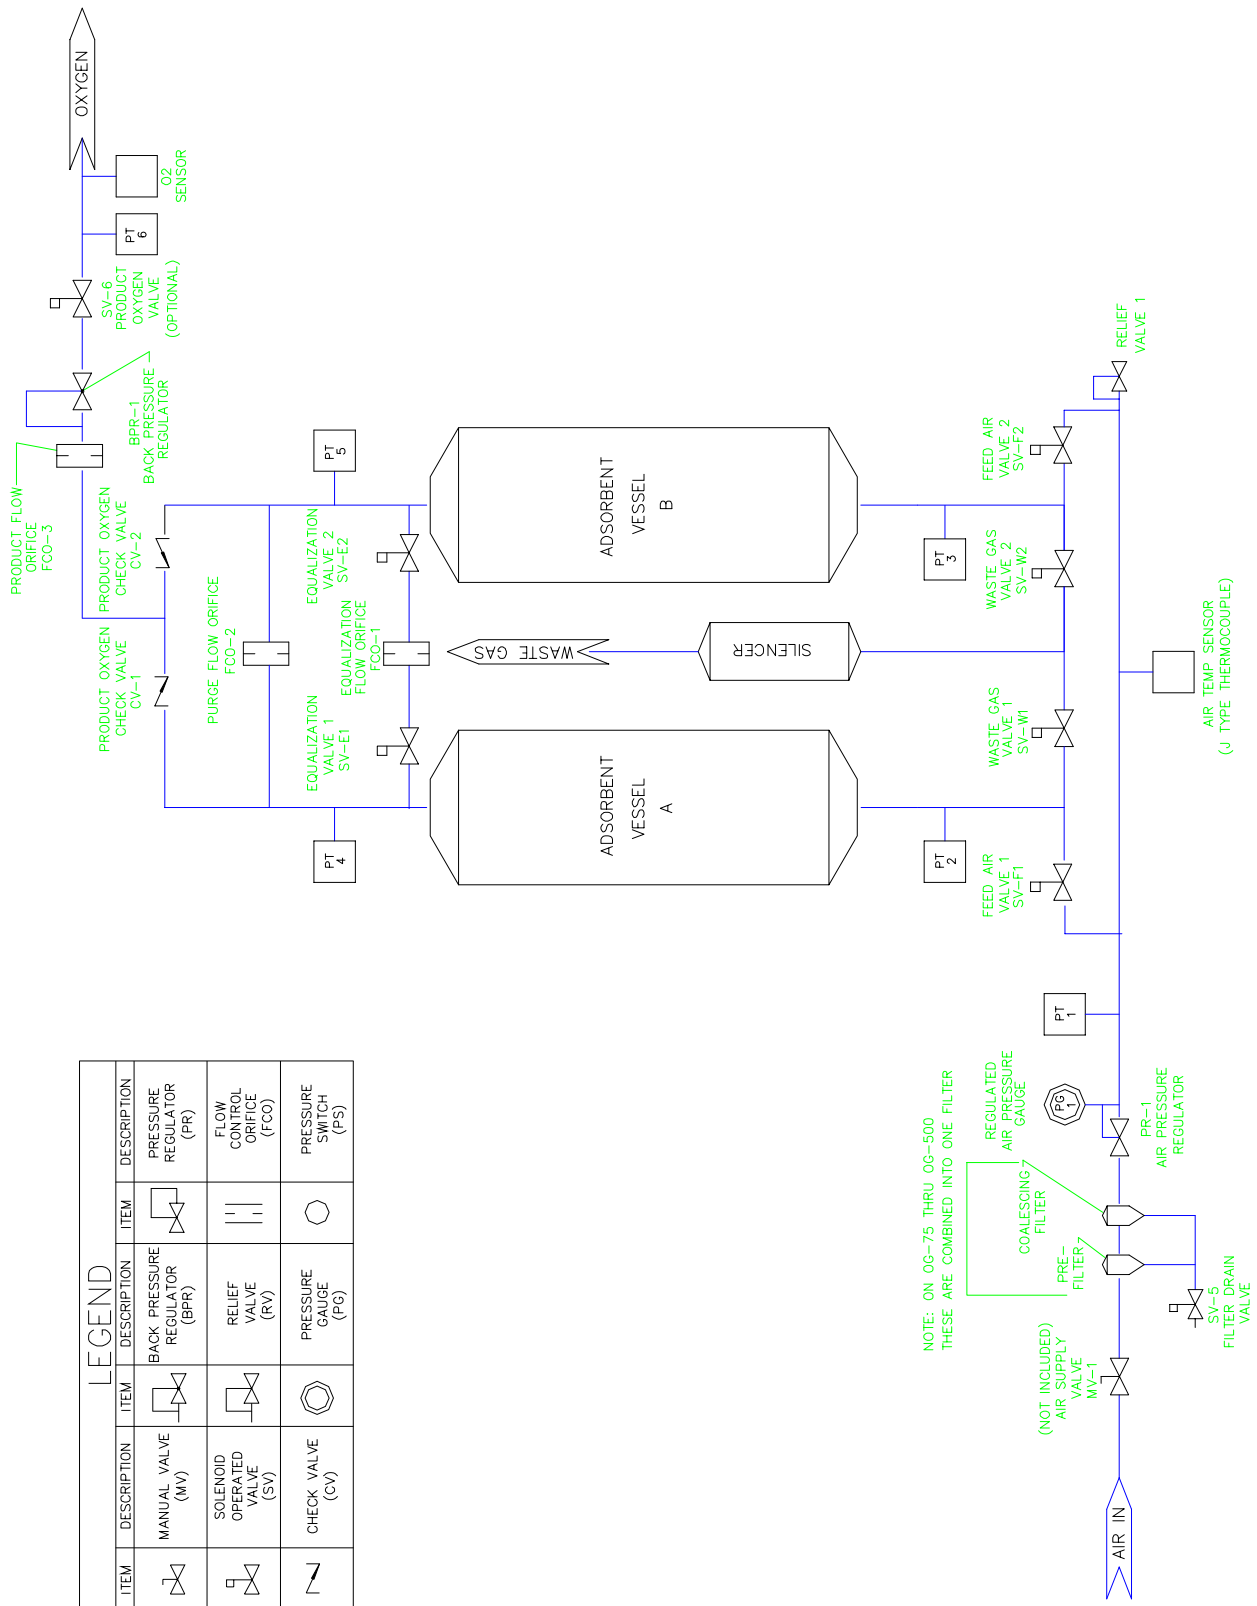 OXYGEN
O2
SENSOR
PT
6
SV-6
PRODUCT
OXYGEN
VALVE
(OPTIONAL)
BPR-1
BACK PRESSURE
REGULATOR
PRODUCT FLOW
ORIFICE
FCO-3
PRODUCT OXYGEN
CHECK VALVE
CV-2
PRODUCT OXYGEN
CHECK VALVE
CV-1
PURGE FLOW ORIFICE
FCO-2
PT
5
EQUALIZATION
VALVE 2
SV-E2
EQUALIZATION
FLOW ORIFICE
FCO-1
EQUALIZATION
VALVE 1
SV-E1
PT
4
ADSORBENT
VESSEL
B
WASTE GAS
SILENCER
ADSORBENT
VESSEL
A
PT
3
PT
2
RELIEF
VALVE 1
FEED AIR
VALVE 2
SV-F2
WASTE GAS
VALVE 2
SV-W2
WASTE GAS
VALVE 1
SV-W1
FEED AIR
VALVE 1
SV-F1
AIR TEMP SENSOR
(J TYPE THERMOCOUPLE)
PT
1
PG
1
REGULATED
AIR PRESSURE
GAUGE
PR-1
AIR PRESSURE
REGULATOR
NOTE: ON OG-75 THRU OG-500
THESE ARE COMBINED INTO ONE FILTER
COALESCING
FILTER
PRE-
FILTER
SV-5
FILTER DRAIN
VALVE
(NOT INCLUDED)
AIR SUPPLY
VALVE
MV-1
AIR IN
LEGEND
ITEM DESCRIPTION ITEM DESCRIPTION ITEM DESCRIPTION
MANUAL VALVE
(MV)
BACK PRESSURE
REGULATOR
(BPR)
PRESSURE
REGULATOR
(PR)
SOLENOID
OPERATED
VALVE
(SV)
RELIEF
VALVE
(RV)
FLOW
CONTROL
ORIFICE
(FCO)
CHECK VALVE
(CV)
PRESSURE
GAUGE
(PG)
PRESSURE
SWITCH
(PS)